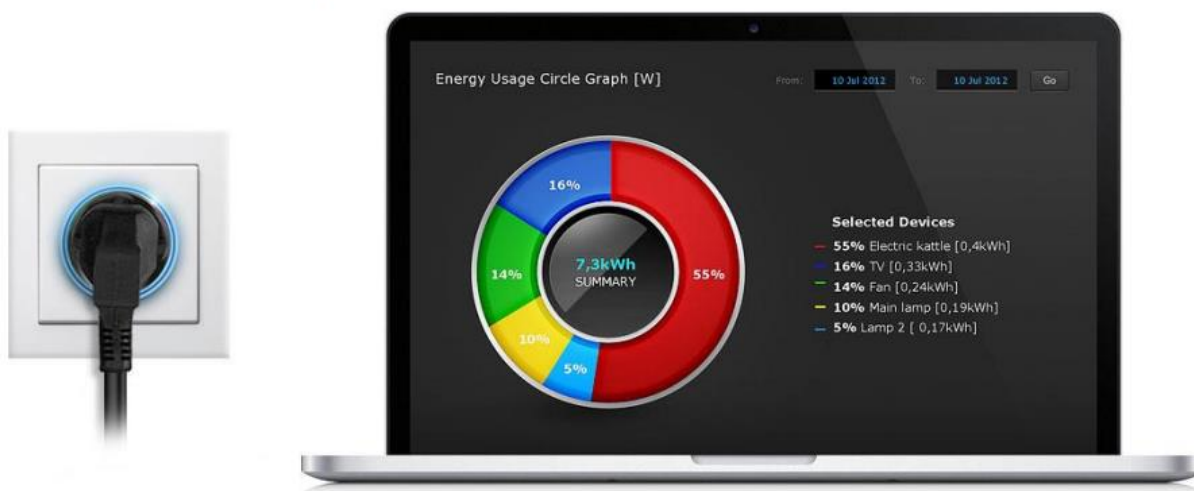 Energy Usage Circle Graph [W]
From: 10 Jul 2012 To: 10 Jul 2012 Go
16%
14%
55%
10%
5%
7,3kWh
SUMMARY
Selected Devices
55% Electric kattle [0,4kWh]
16% TV [0,33kWh]
14% Fan [0,24kWh]
10% Main lamp [0,19kWh]
5% Lamp 2 [ 0,17kWh]